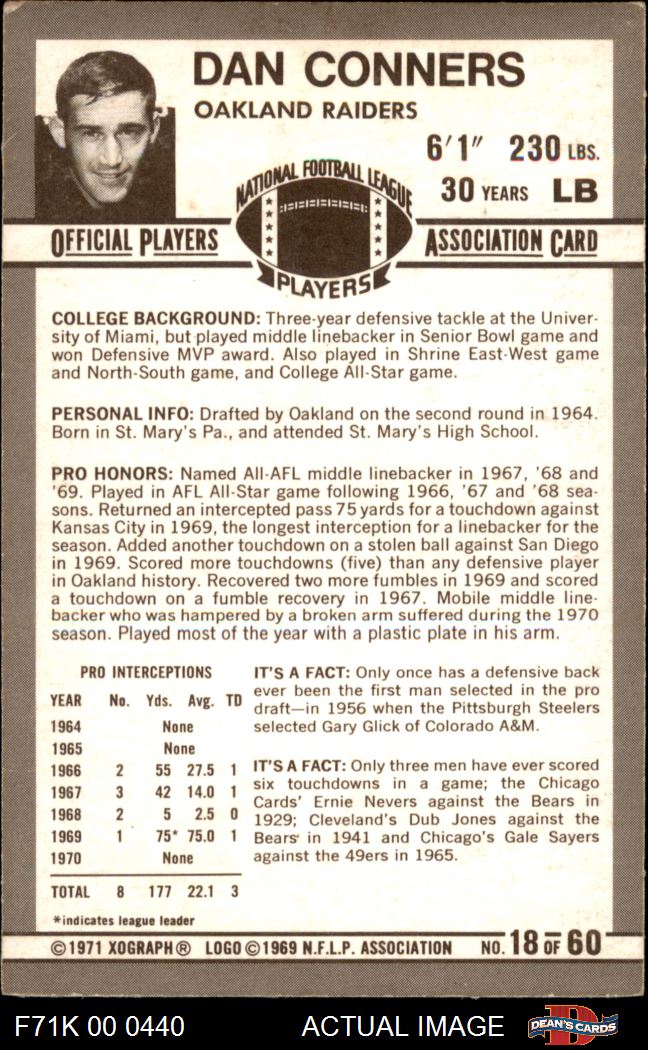 DAN CONNERS
OAKLAND RAIDERS
6'1" 230 LBS.
30 YEARS LB
NATIONAL FOOTBALL LEAGUE
PLAYERS
OFFICIAL PLAYERS ASSOCIATION CARD
COLLEGE BACKGROUND: Three-year defensive tackle at the Univer-
sity of Miami, but played middle linebacker in Senior Bowl game and
won Defensive MVP award. Also played in Shrine East-West game
and North-South game, and College All-Star game.
PERSONAL INFO: Drafted by Oakland on the second round in 1964.
Born in St. Mary's Pa., and attended St. Mary's High School.
PRO HONORS: Named All-AFL middle linebacker in 1967, '68 and
'69. Played in AFL All-Star game following 1966, '67 and '68 sea-
sons. Returned an intercepted pass 75 yards for a touchdown against
Kansas City in 1969, the longest interception for a linebacker for the
season. Added another touchdown on a stolen ball against San Diego
in 1969. Scored more touchdowns (five) than any defensive player
in Oakland history. Recovered two more fumbles in 1969 and scored
a touchdown on a fumble recovery in 1967. Mobile middle line-
backer who was hampered by a broken arm suffered during the 1970
season. Played most of the year with a plastic plate in his arm.
PRO INTERCEPTIONS
YEAR No. Yds. Avg. TD
1964 None
1965 None
1966 2 55 27.5 1
1967 3 42 14.0 1
1968 2 5 2.5 0
1969 1 75* 75.0 1
1970 None
TOTAL 8 177 22.1 3
*indicates league leader
IT'S A FACT: Only once has a defensive back
ever been the first man selected in the pro
draft—in 1956 when the Pittsburgh Steelers
selected Gary Glick of Colorado A&M.
IT'S A FACT: Only three men have ever scored
six touchdowns in a game; the Chicago
Cards' Ernie Nevers against the Bears in
1929; Cleveland's Dub Jones against the
Bears in 1941 and Chicago's Gale Sayers
against the 49ers in 1965.
©1971 XOGRAPH® LOGO ©1969 N.F.L.P. ASSOCIATION NO. 18 OF 60
F71K 00 0440 ACTUAL IMAGE D DEAN'S CARDS